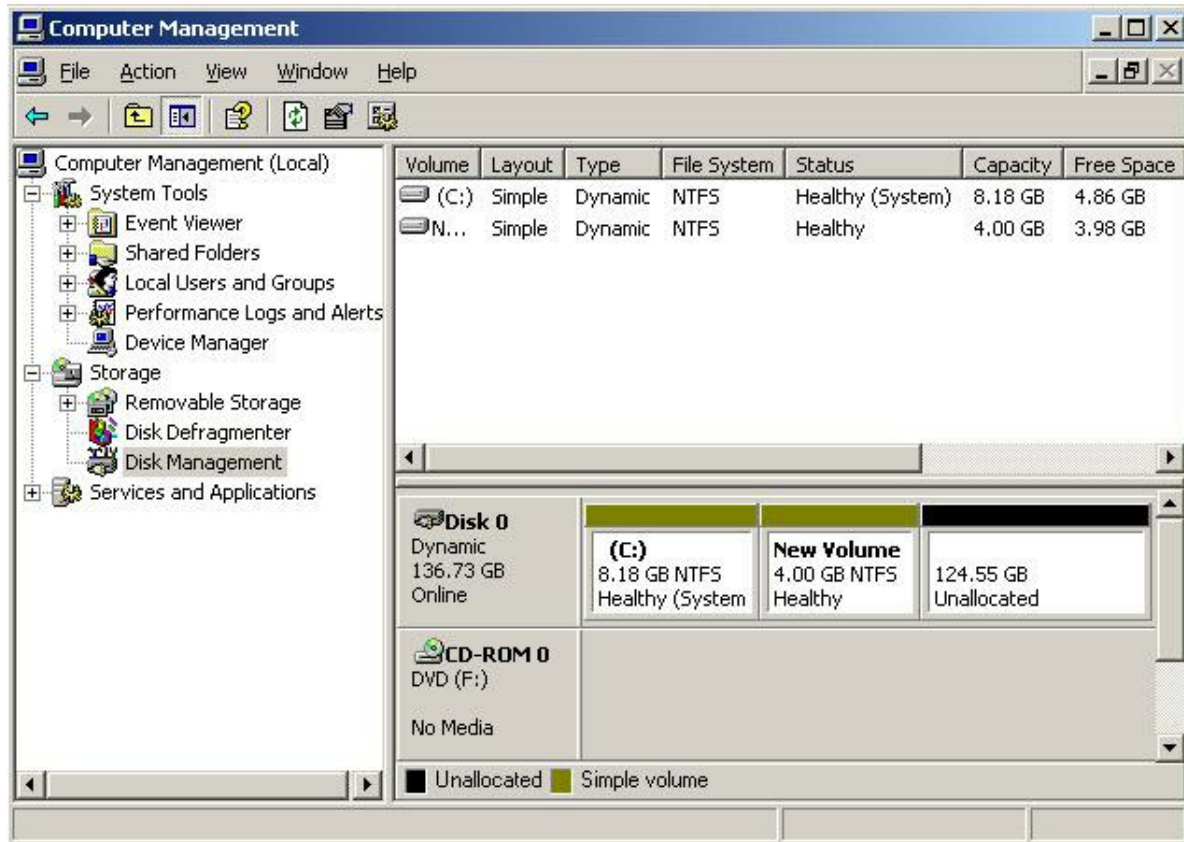 Computer Management
File Action View Window Help
Computer Management (Local)
System Tools
Event Viewer
Shared Folders
Local Users and Groups
Performance Logs and Alerts
Device Manager
Storage
Removable Storage
Disk Defragmenter
Disk Management
Services and Applications
Volume Layout Type File System Status Capacity Free Space
(C:) Simple Dynamic NTFS Healthy (System) 8.18 GB 4.86 GB
N... Simple Dynamic NTFS Healthy 4.00 GB 3.98 GB
Disk 0
Dynamic
136.73 GB
Online
(C:)
8.18 GB NTFS
Healthy (System
New Volume
4.00 GB NTFS
Healthy
124.55 GB
Unallocated
CD-ROM 0
DVD (F:)
No Media
Unallocated Simple volume